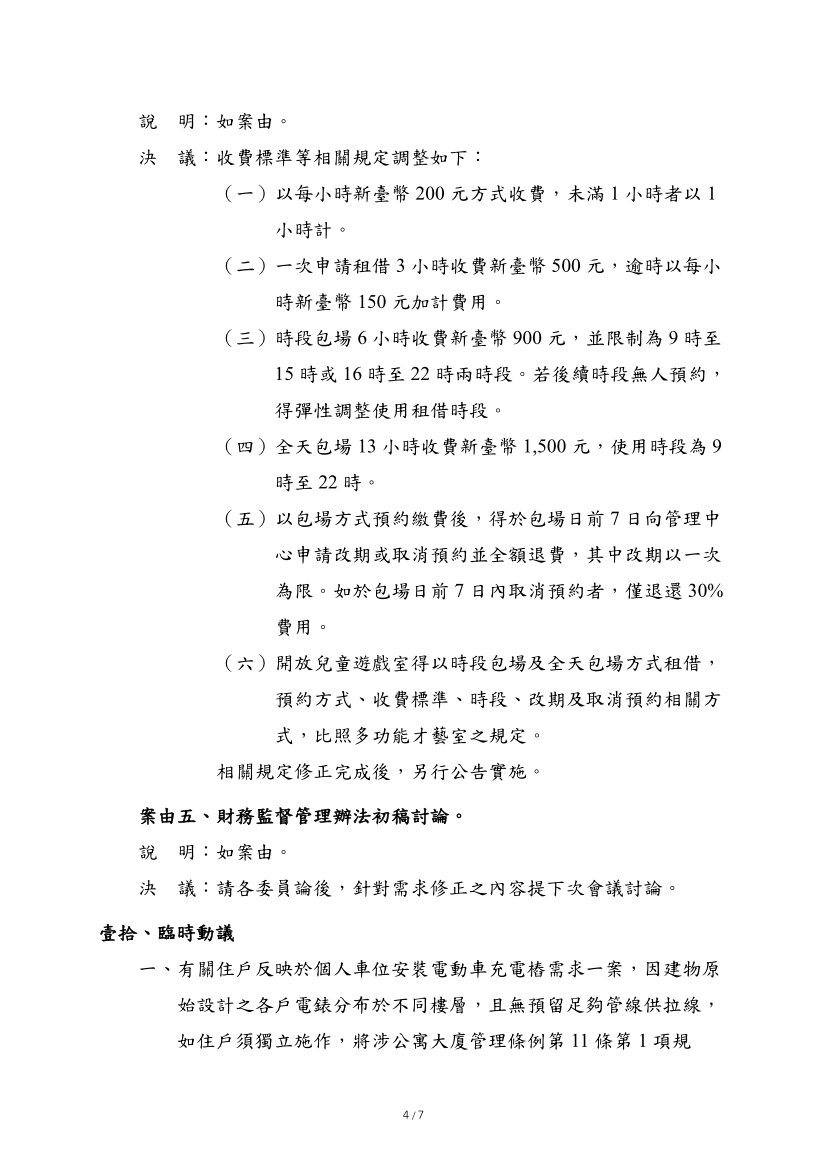 說　明：如案由。
決　議：收費標準等相關規定調整如下：
（一）以每小時新臺幣 200 元方式收費，未滿 1 小時者以 1
小時計。
（二）一次申請租借 3 小時收費新臺幣 500 元，逾時以每小
時新臺幣 150 元加計費用。
（三）時段包場 6 小時收費新臺幣 900 元，並限制為 9 時至
15 時或 16 時至 22 時兩時段。若後續時段無人預約，
得彈性調整使用租借時段。
（四）全天包場 13 小時收費新臺幣 1,500 元，使用時段為 9
時至 22 時。
（五）以包場方式預約繳費後，得於包場日前 7 日向管理中
心申請改期或取消預約並全額退費，其中改期以一次
為限。如於包場日前 7 日內取消預約者，僅退還 30%
費用。
（六）開放兒童遊戲室得以時段包場及全天包場方式租借，
預約方式、收費標準、時段、改期及取消預約相關方
式，比照多功能才藝室之規定。
相關規定修正完成後，另行公告實施。
案由五、財務監督管理辦法初稿討論。
說　明：如案由。
決　議：請各委員論後，針對需求修正之內容提下次會議討論。
壹拾、臨時動議
一、有關住戶反映於個人車位安裝電動車充電樁需求一案，因建物原
始設計之各戶電錶分布於不同樓層，且無預留足夠管線供拉線，
如住戶須獨立施作，將涉公寓大廈管理條例第 11 條第 1 項規
4 / 7